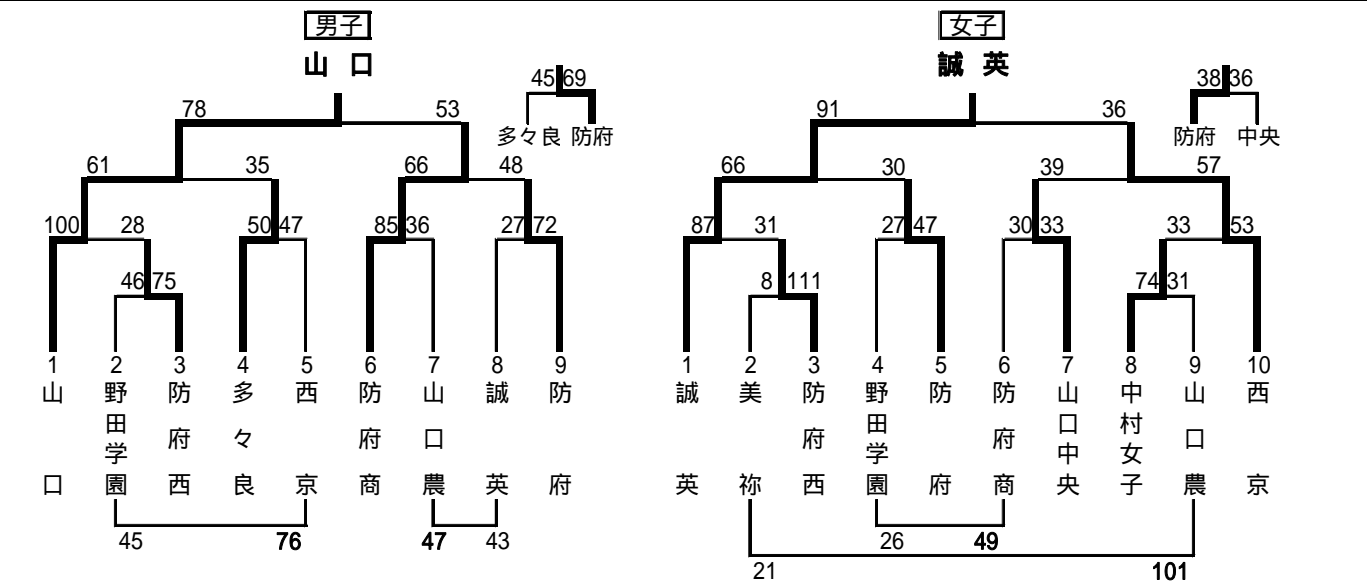 男子
山口
45 69
多々良 防府
78 53
61 35 66 48
100 28 50 47 85 36 27 72
46 75
1 2 3 4 5 6 7 8 9
山口
野田学園
防府西
多々良
西京
防府商
山口農
誠英
防府
45 76 47 43
女子
誠英
38 36
防府 中央
91 36
66 30 39 57
87 31 27 47 30 33 33 53
8 111 74 31
1 2 3 4 5 6 7 8 9 10
誠英
美祢
防府西
野田学園
防府
防府商
山口中央
中村女子
山口農
西京
26 49
21 101